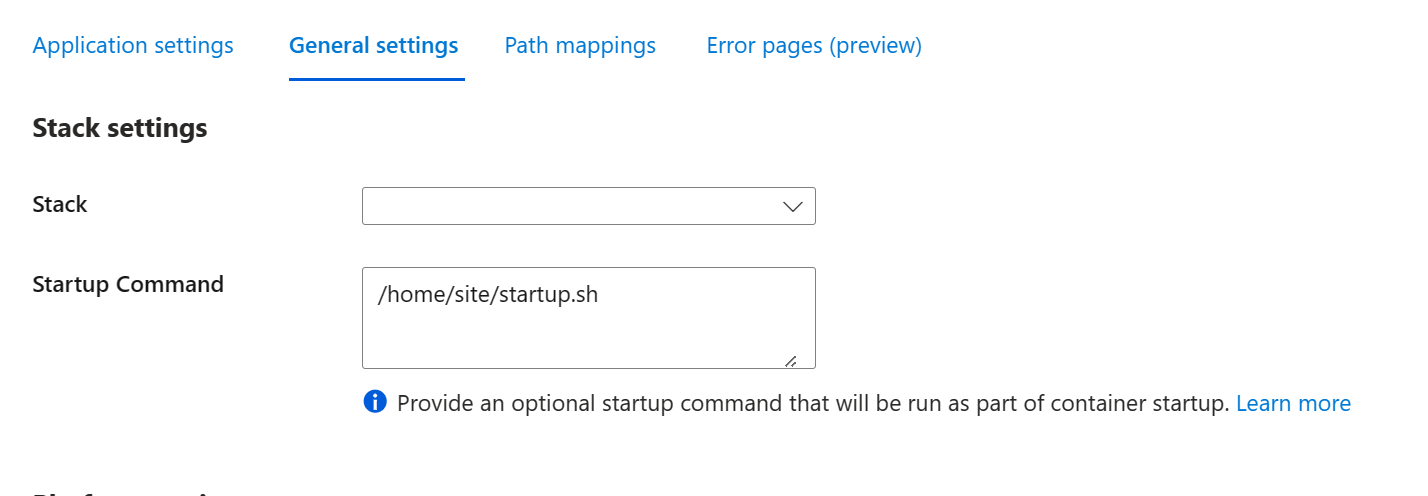 Application settings General settings Path mappings Error pages (preview)
Stack settings
Stack
Startup Command
/home/site/startup.sh
Provide an optional startup command that will be run as part of container startup. Learn more